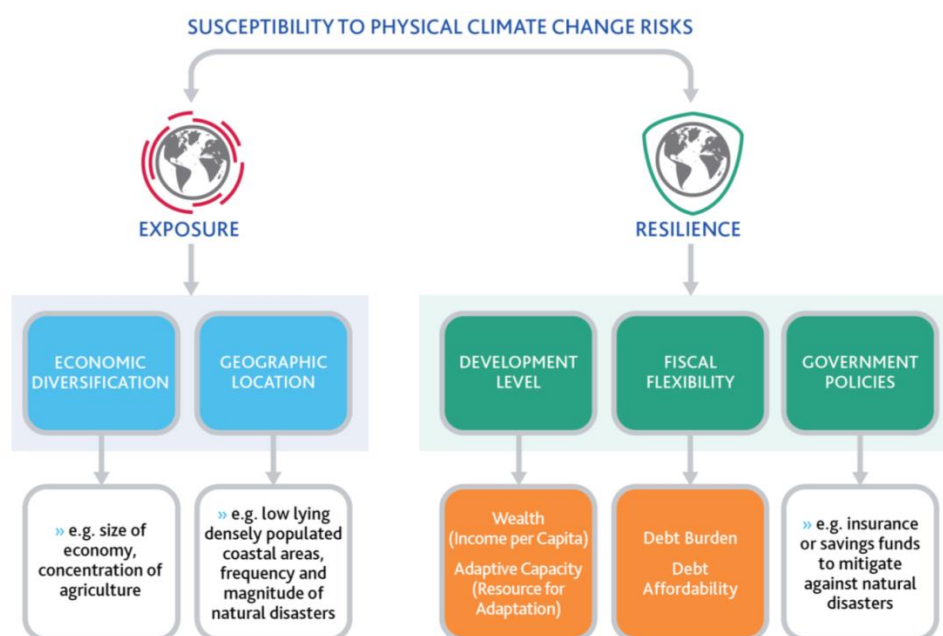 SUSCEPTIBILITY TO PHYSICAL CLIMATE CHANGE RISKS
EXPOSURE
RESILIENCE
ECONOMIC
DIVERSIFICATION
GEOGRAPHIC
LOCATION
DEVELOPMENT
LEVEL
FISCAL
FLEXIBILITY
GOVERNMENT
POLICIES
» e.g. size of
economy,
concentration of
agriculture
» e.g. low lying
densely populated
coastal areas,
frequency and
magnitude of
natural disasters
Wealth
(Income per Capita)
Adaptive Capacity
(Resource for
Adaptation)
Debt Burden
Debt
Affordability
» e.g. insurance
or savings funds
to mitigate
against natural
disasters